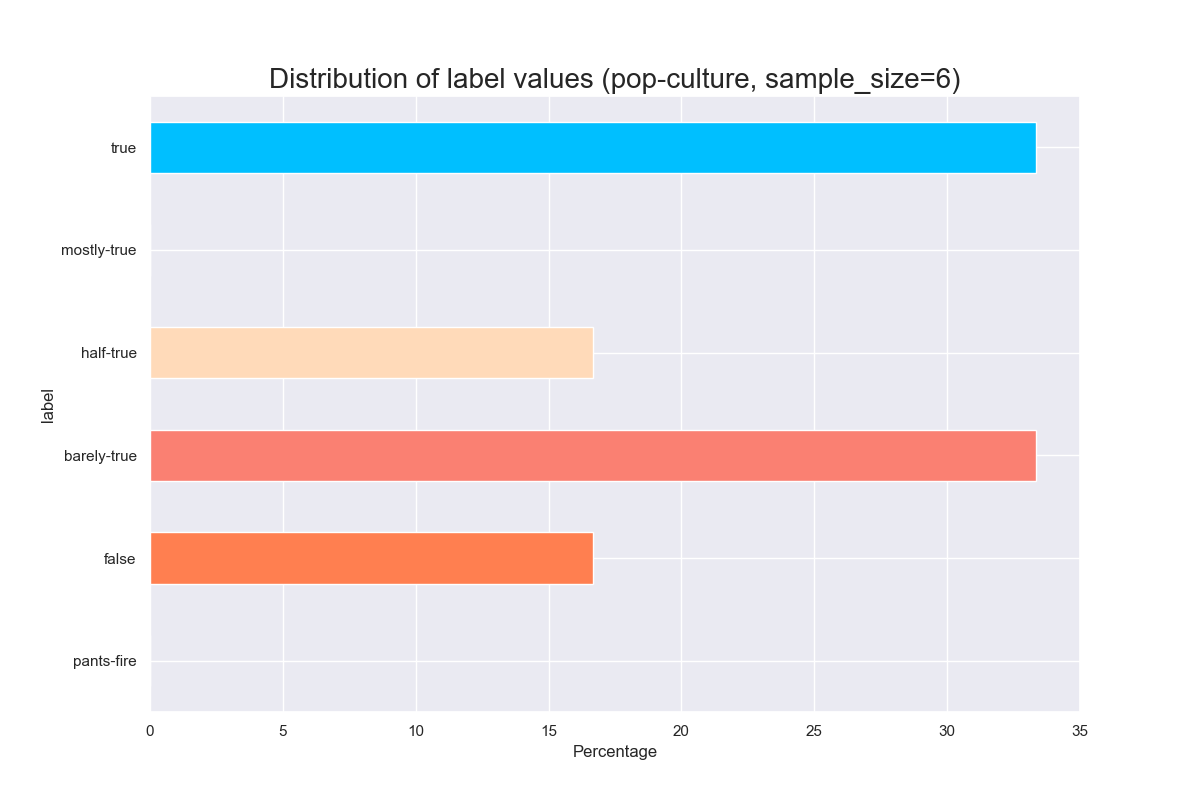 Distribution of label values (pop-culture, sample_size=6)
true
mostly-true
half-true
barely-true
false
pants-fire
label
0 5 10 15 20 25 30 35
Percentage